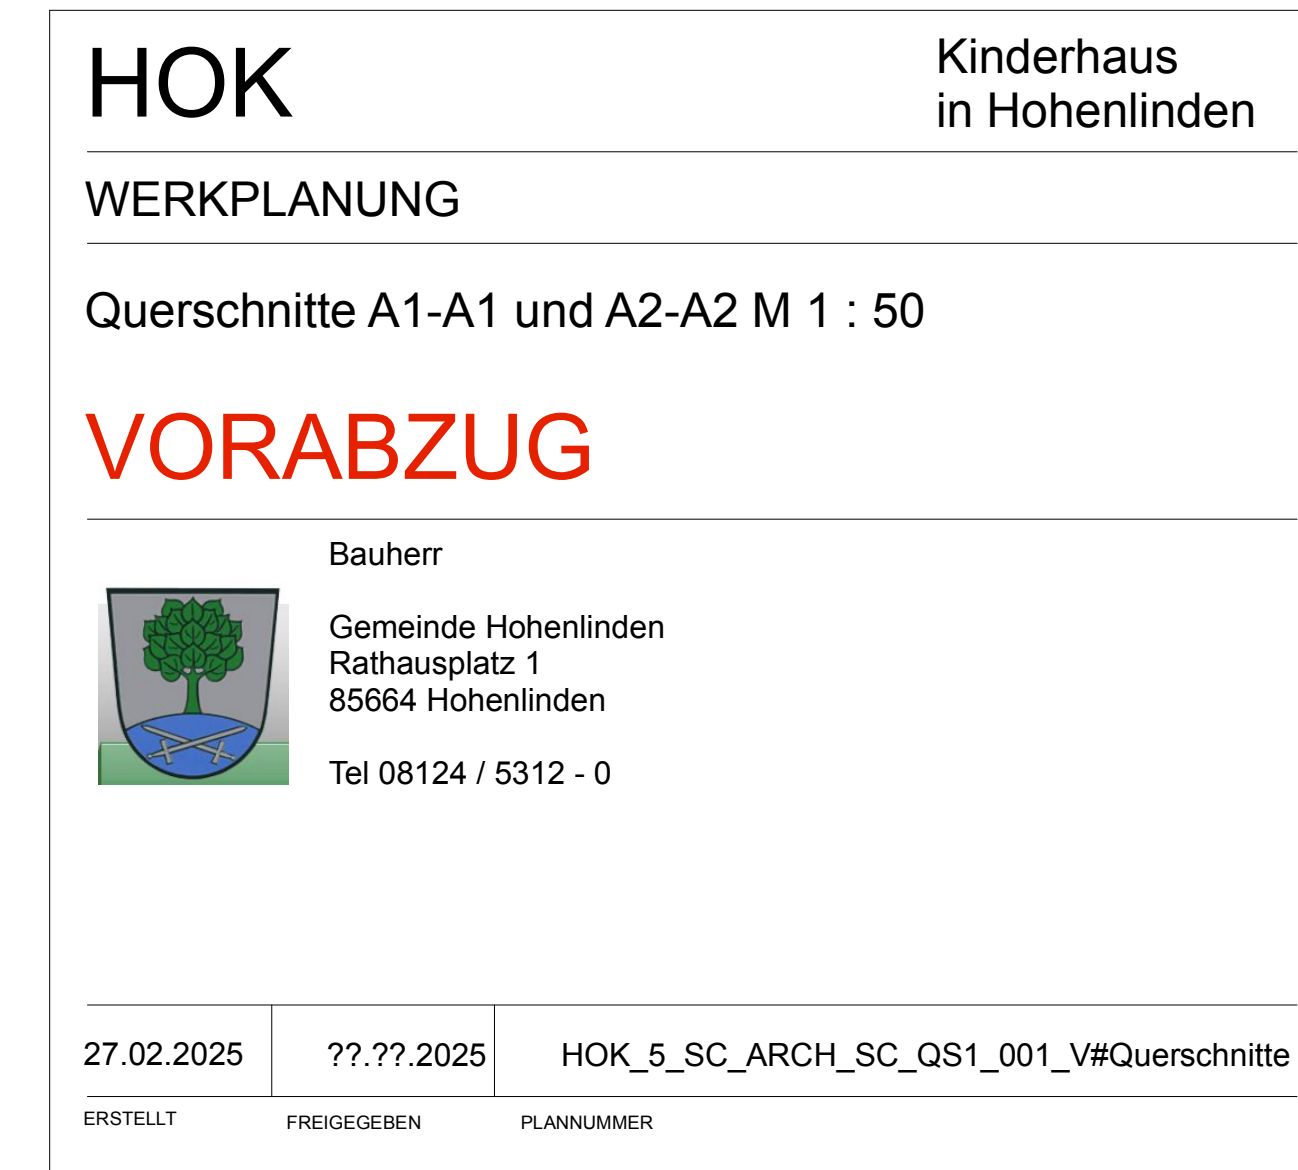 HOK
Kinderhaus
in Hohenlinden
WERKPLANUNG
Querschnitte A1-A1 und A2-A2 M 1 : 50
VORABZUG
Bauherr
Gemeinde Hohenlinden
Rathausplatz 1
85664 Hohenlinden
Tel 08124 / 5312 - 0
27.02.2025 ??.??.2025 HOK_5_SC_ARCH_SC_QS1_001_V#Querschnitte
ERSTELLT FREIGEGEBEN PLANNUMMER